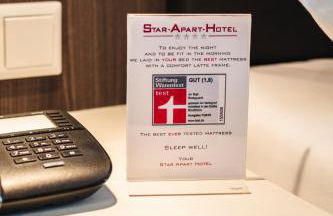 STAR-APART-HOTEL
TO ENJOY THE NIGHT
AND TO BE FIT IN THE MORNING
WE LAID IN YOUR BED THE BEST MATTRESS
WITH A COMFORT LATTE FRAME.
Stiftung
Warentest
test
GUT (1,8)
THE BEST EVER TESTED MATTRESS
SLEEP WELL!
YOUR
STAR APART HOTEL